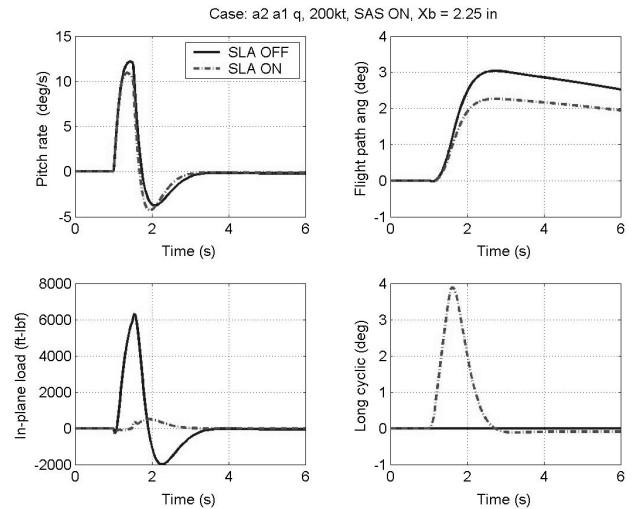 Case: a2 a1 q, 200kt, SAS ON, Xb = 2.25 in
Pitch rate (deg/s)
15
10
5
0
-5
SLA OFF
SLA ON
0 2 4 6
Time (s)
Flight path ang (deg)
4
3
2
1
0
-1
0 2 4 6
Time (s)
In-plane load (ft-lbf)
8000
6000
4000
2000
0
-2000
0 2 4 6
Time (s)
Long cyclic (deg)
4
3
2
1
0
-1
0 2 4 6
Time (s)